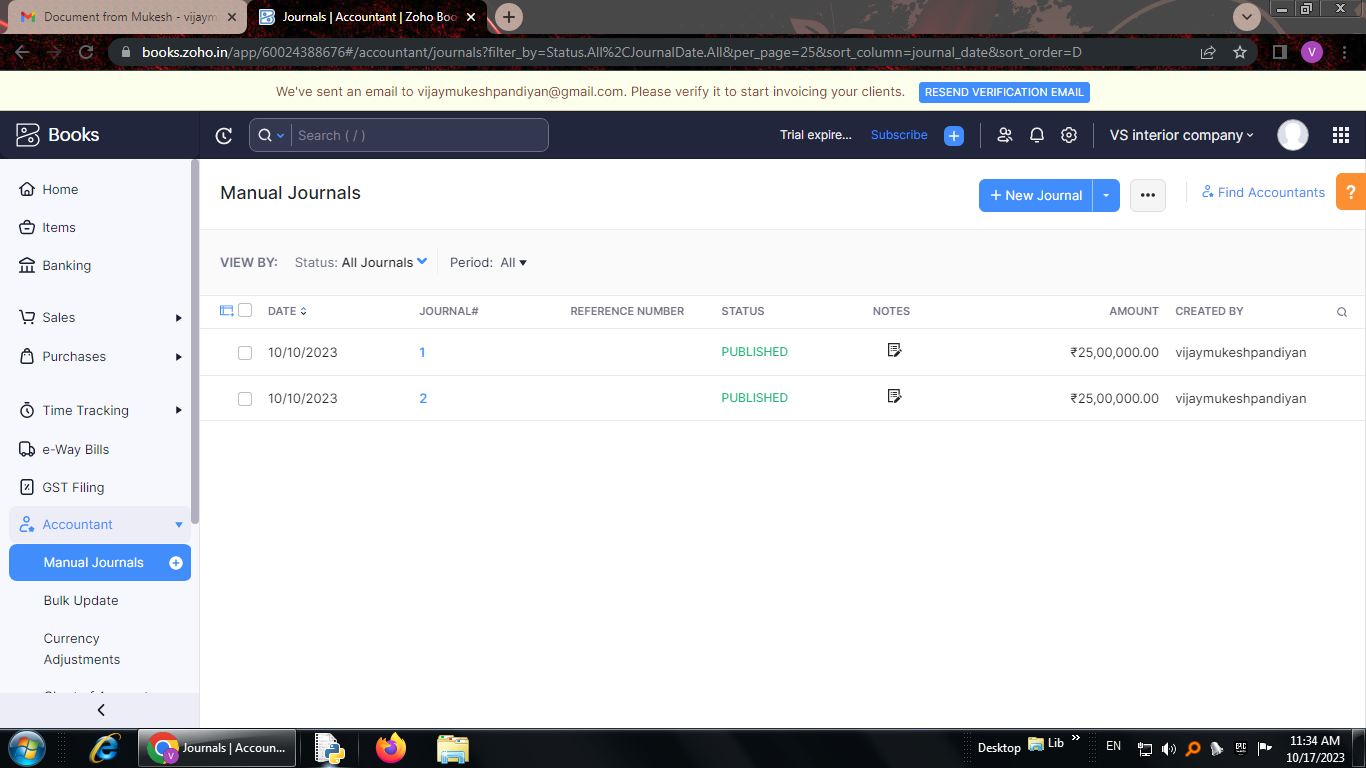 Document from Mukesh - vijaym
Journals | Accountant | Zoho Boo
books.zoho.in/app/60024388676#/accountant/journals?filter_by=Status.All%2CJournalDate.All&per_page=25&sort_column=journal_date&sort_order=D
V
We've sent an email to vijaymukeshpandiyan@gmail.com. Please verify it to start invoicing your clients. RESEND VERIFICATION EMAIL
Books
Search ( / )
Trial expire...
Subscribe
VS interior company
Home
Items
Banking
Sales
Purchases
Time Tracking
e-Way Bills
GST Filing
Accountant
Manual Journals
Bulk Update
Currency
Adjustments
Manual Journals
+ New Journal
Find Accountants
?
VIEW BY: Status: All Journals Period: All
DATE JOURNAL# REFERENCE NUMBER STATUS NOTES AMOUNT CREATED BY
10/10/2023 1 PUBLISHED ₹25,00,000.00 vijaymukeshpandiyan
10/10/2023 2 PUBLISHED ₹25,00,000.00 vijaymukeshpandiyan
V Journals | Accoun...
Desktop
Lib
»
EN
11:34 AM
10/17/2023